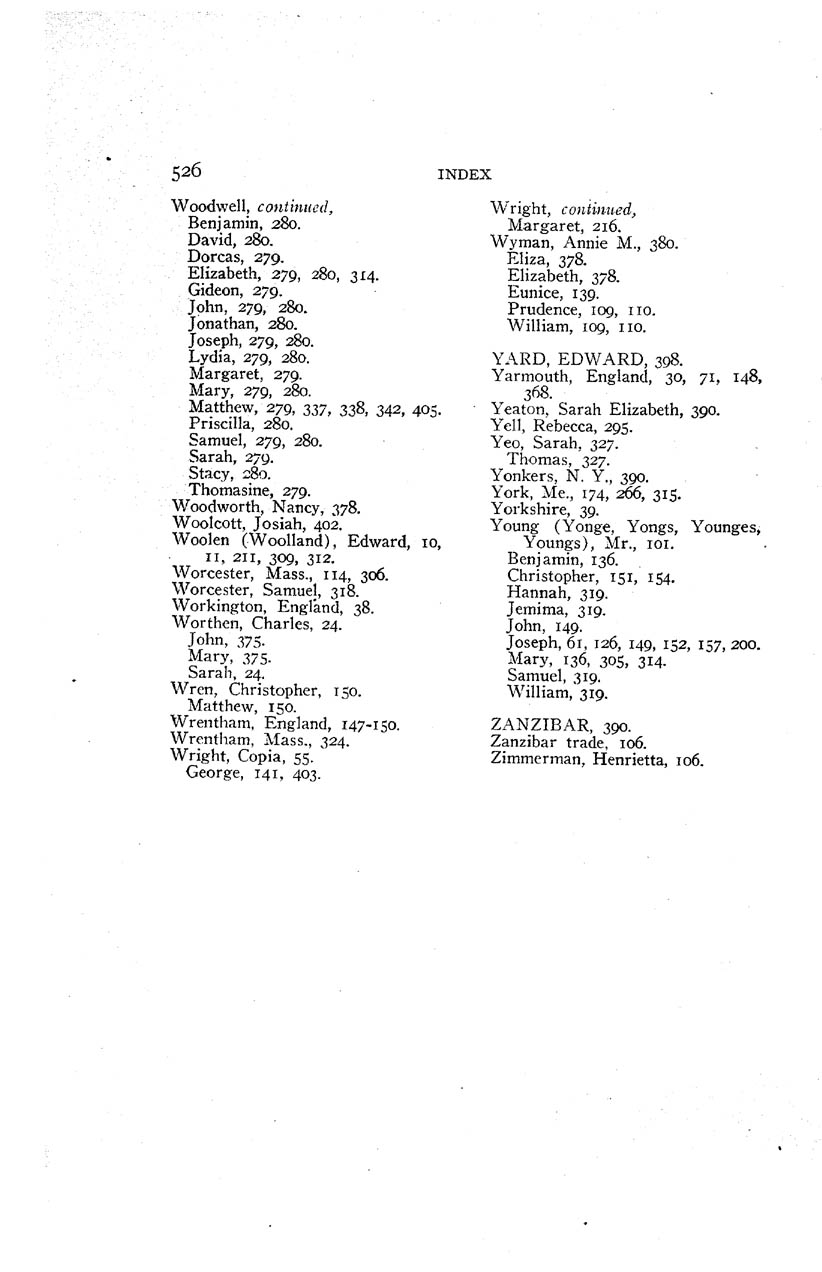 526
INDEX
Woodwell, continued,
Benjamin, 280.
David, 280.
Dorcas, 279.
Elizabeth, 279, 280, 314.
Gideon, 279.
John, 279, 280.
Jonathan, 280.
Joseph, 279, 280.
Lydia, 279, 280.
Margaret, 279.
Mary, 279, 280.
Matthew, 279, 337, 338, 342, 405.
Priscilla, 280.
Samuel, 279, 280.
Sarah, 279.
Stacy, 280.
Thomasine, 279.
Woodworth, Nancy, 378.
Woolcott, Josiah, 402.
Woolen (Woolland), Edward, 10,
11, 211, 309, 312.
Worcester, Mass., 114, 306.
Worcester, Samuel, 318.
Workington, England, 38.
Worthen, Charles, 24.
John, 375.
Mary, 375.
Sarah, 24.
Wren, Christopher, 150.
Matthew, 150.
Wrentham, England, 147-150.
Wrentham, Mass., 324.
Wright, Copia, 55.
George, 141, 403.
Wright, continued,
Margaret, 216.
Wyman, Annie M., 380.
Eliza, 378.
Elizabeth, 378.
Eunice, 139.
Prudence, 109, 110.
William, 109, 110.
YARD, EDWARD, 398.
Yarmouth, England, 30, 71, 148,
368.
Yeaton, Sarah Elizabeth, 390.
Yell, Rebecca, 295.
Yeo, Sarah, 327.
Thomas, 327.
Yonkers, N. Y., 390.
York, Me., 174, 266, 315.
Yorkshire, 39.
Young (Yonge, Yongs, Younges,
Youngs), Mr., 101.
Benjamin, 136.
Christopher, 151, 154.
Hannah, 319.
Jemima, 319.
John, 149.
Joseph, 61, 126, 149, 152, 157, 200.
Mary, 136, 305, 314.
Samuel, 319.
William, 319.
ZANZIBAR, 390.
Zanzibar trade, 106.
Zimmerman, Henrietta, 106.